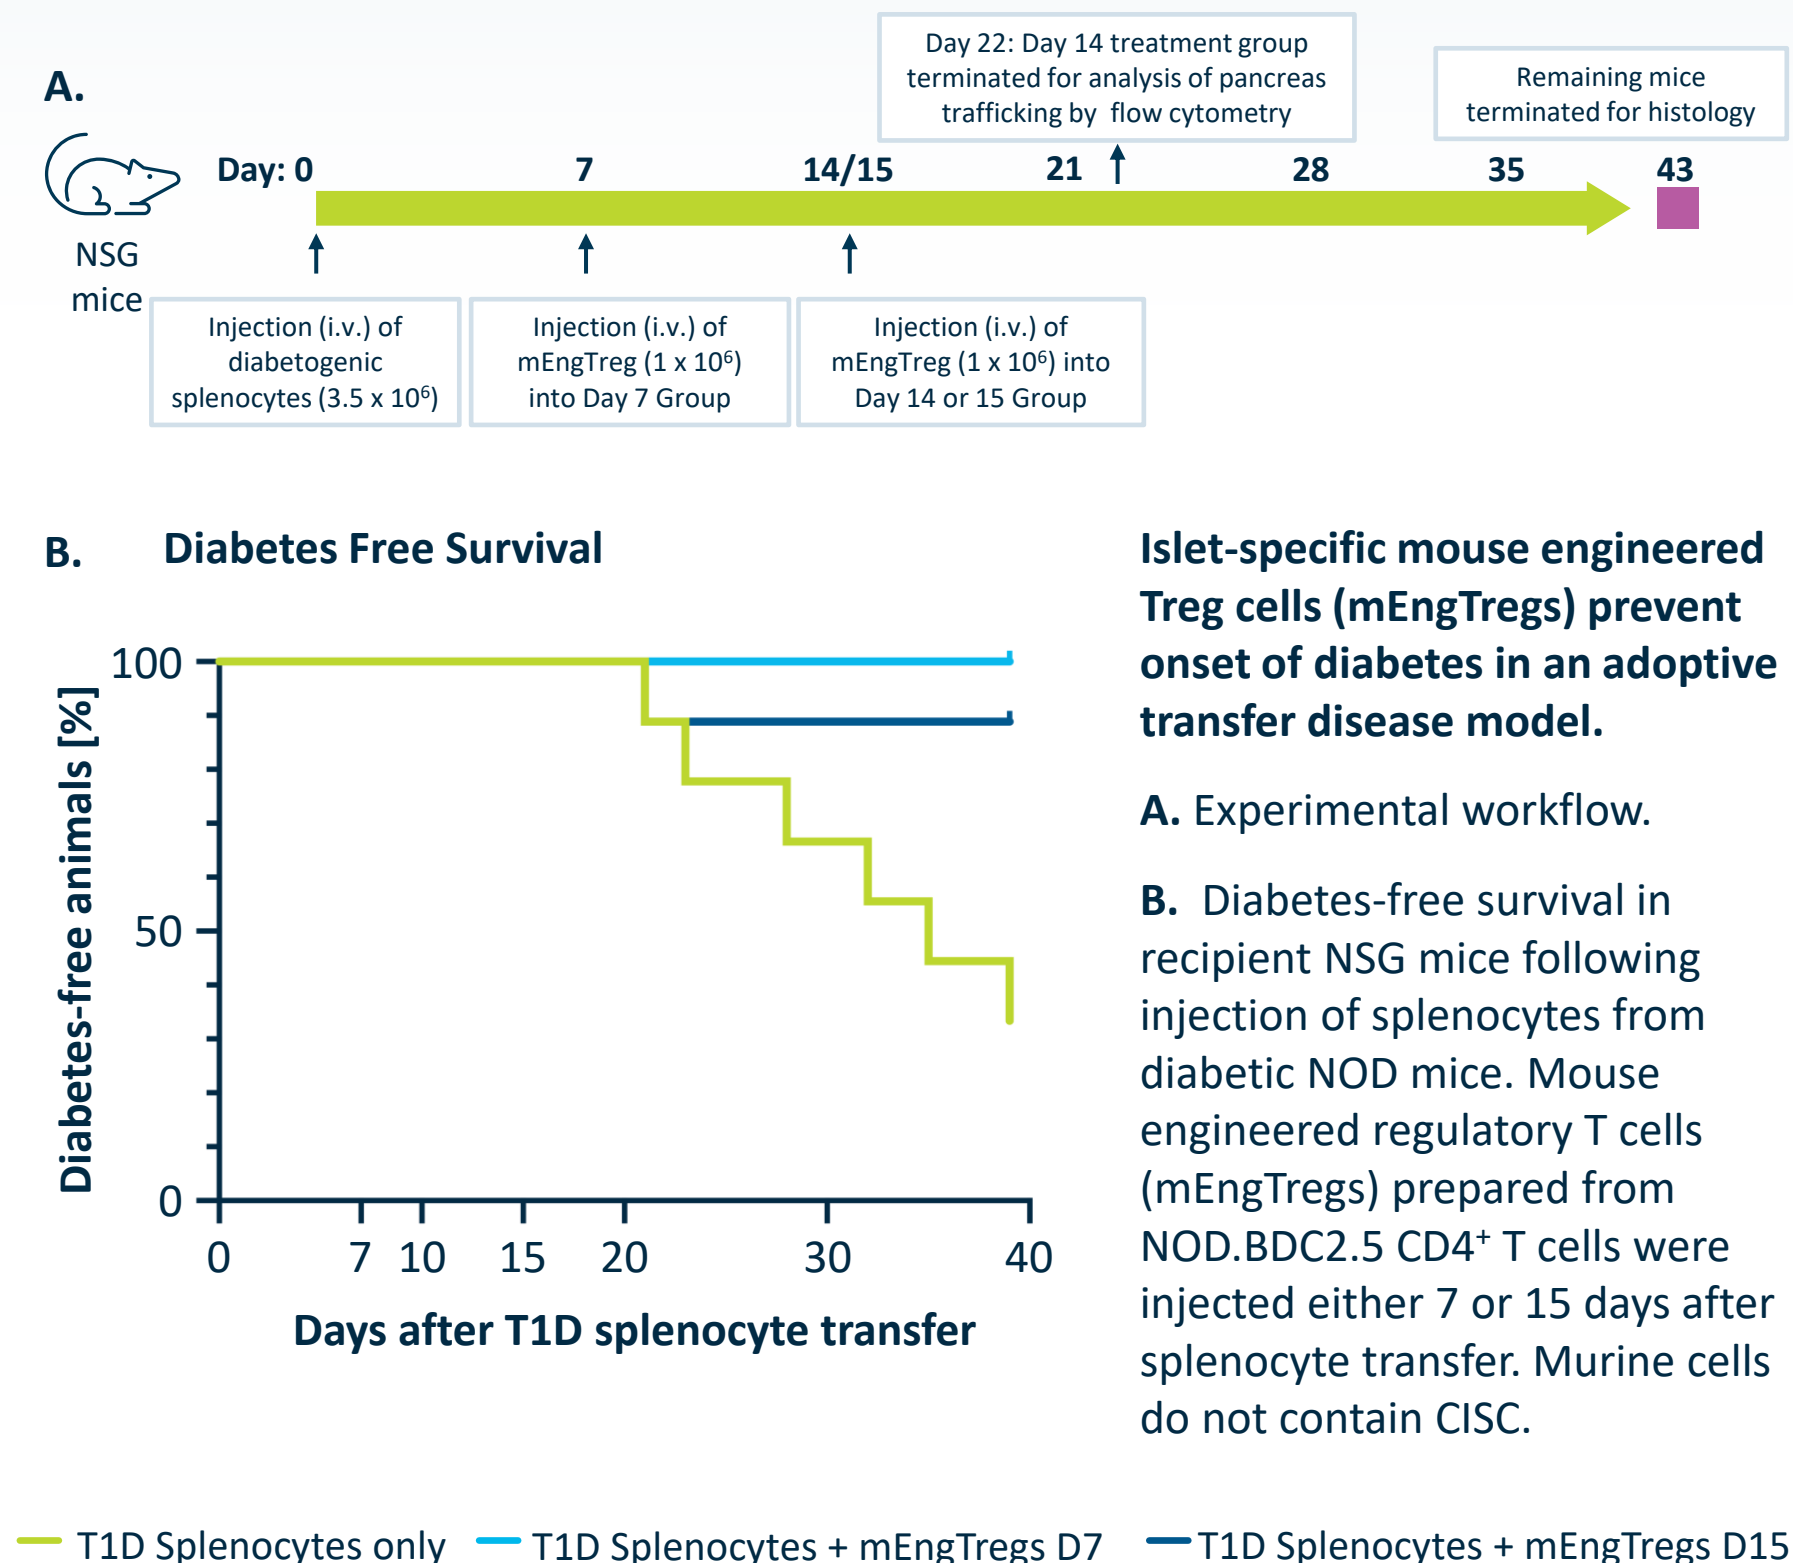 A.
NSG
mice
Day: 0
7
14/15
21
28
35
43
Day 22: Day 14 treatment group
terminated for analysis of pancreas
trafficking by flow cytometry
Remaining mice
terminated for histology
Injection (i.v.) of
diabetogenic
splenocytes (3.5 x 10⁶)
Injection (i.v.) of
mEngTreg (1 x 10⁶)
into Day 7 Group
Injection (i.v.) of
mEngTreg (1 x 10⁶) into
Day 14 or 15 Group
B. Diabetes Free Survival
Diabetes-free animals [%]
100
50
0
0 7 10 15 20 30 40
Days after T1D splenocyte transfer
Islet-specific mouse engineered
Treg cells (mEngTregs) prevent
onset of diabetes in an adoptive
transfer disease model.
A. Experimental workflow.
B. Diabetes-free survival in
recipient NSG mice following
injection of splenocytes from
diabetic NOD mice. Mouse
engineered regulatory T cells
(mEngTregs) prepared from
NOD.BDC2.5 CD4⁺ T cells were
injected either 7 or 15 days after
splenocyte transfer. Murine cells
do not contain CISC.
T1D Splenocytes only
T1D Splenocytes + mEngTregs D7
T1D Splenocytes + mEngTregs D15